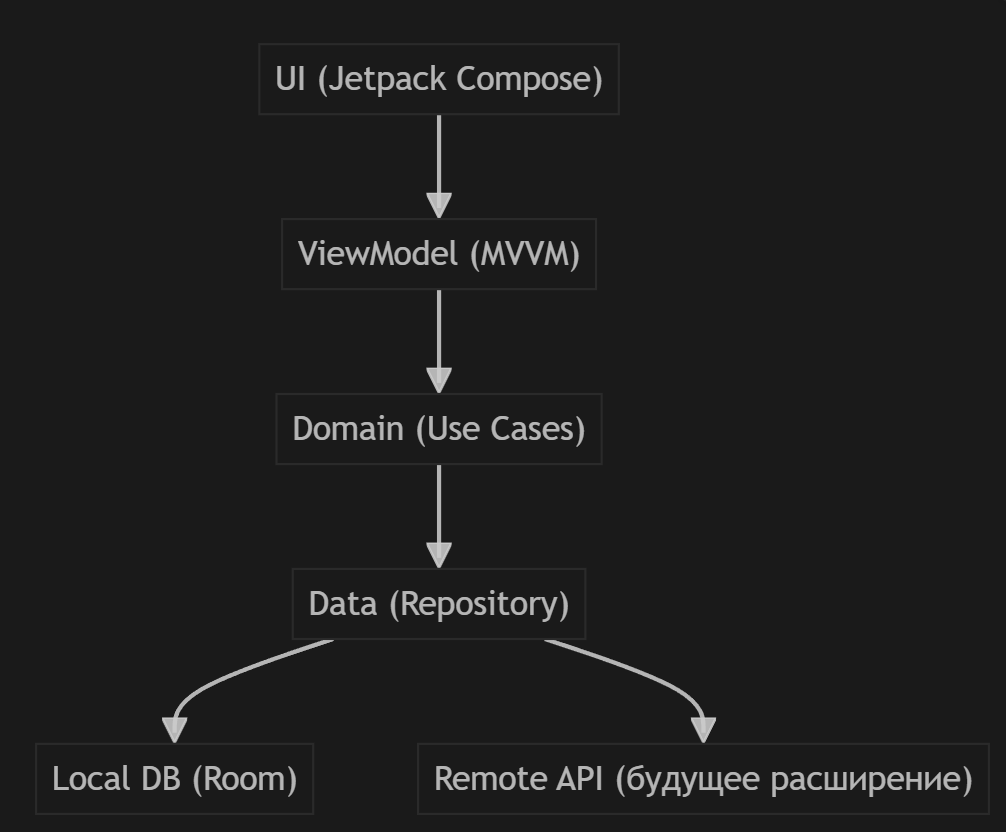 UI (Jetpack Compose)
ViewModel (MVVM)
Domain (Use Cases)
Data (Repository)
Local DB (Room)
Remote API (будущее расширение)